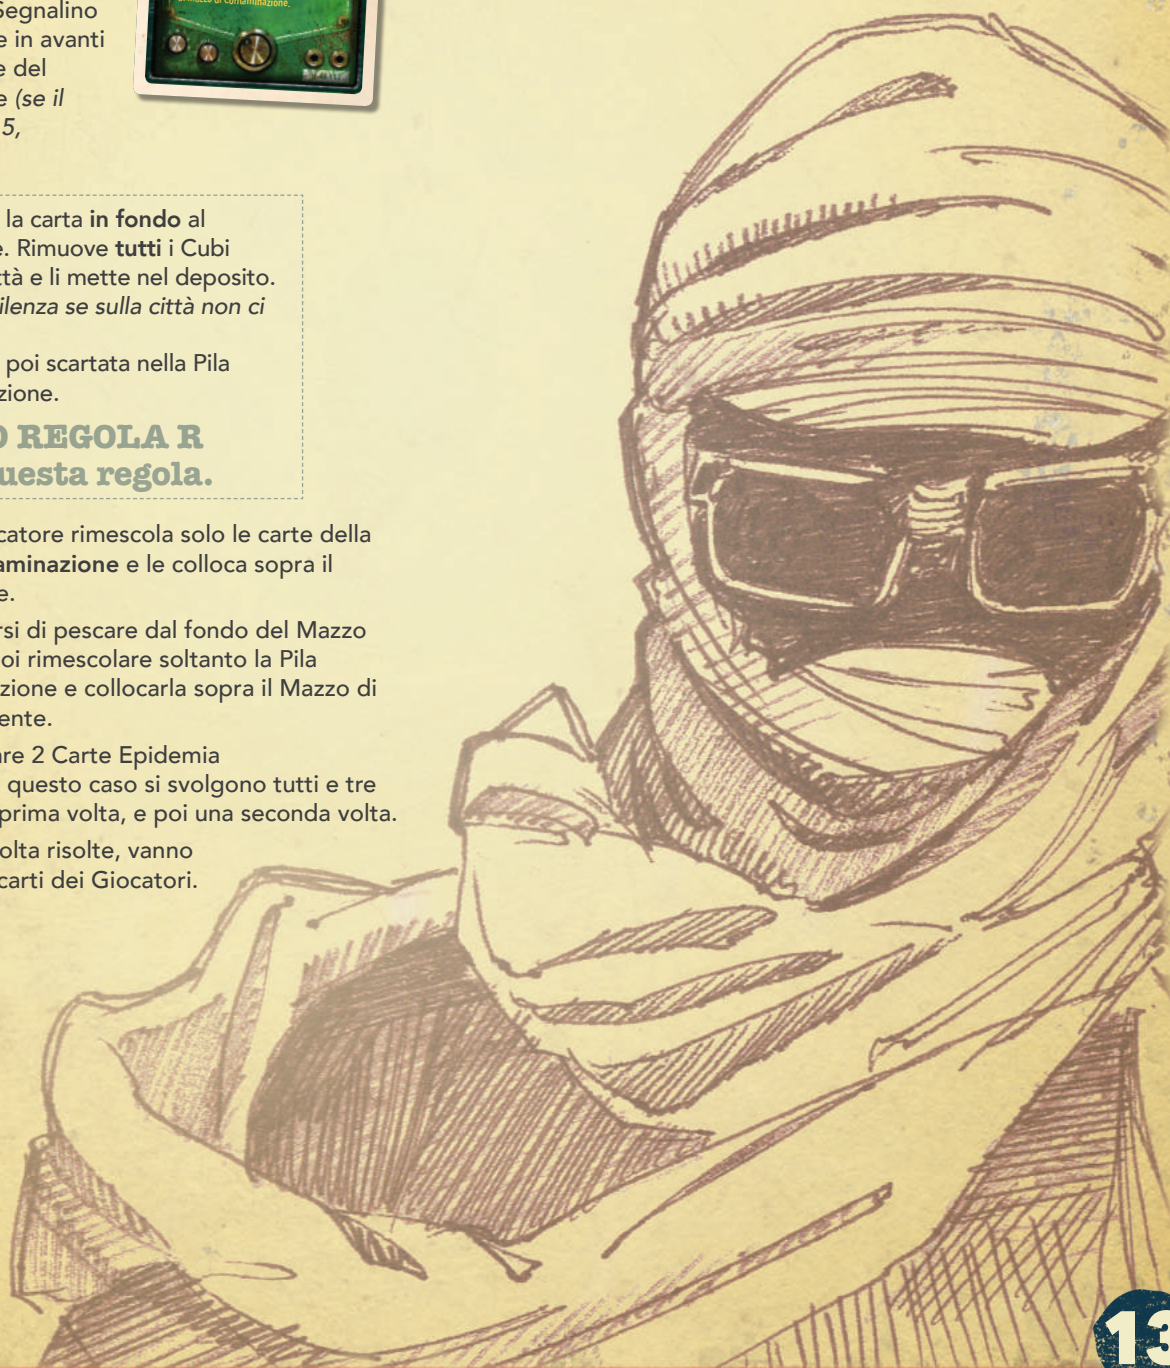 Segnalino
e in avanti
e del
e (se il
5,
al mazzo di contaminazione.
la carta in fondo al
e. Rimuove tutti i Cubi
ttà e li mette nel deposito.
ilenza se sulla città non ci
poi scartata nella Pila
zione.
O REGOLA R
uesta regola.
catore rimescola solo le carte della
aminazione e le colloca sopra il
e.
rsi di pescare dal fondo del Mazzo
oi rimescolare soltanto la Pila
zione e collocarla sopra il Mazzo di
ente.
are 2 Carte Epidemia
questo caso si svolgono tutti e tre
prima volta, e poi una seconda volta.
olta risolte, vanno
carti dei Giocatori.
13